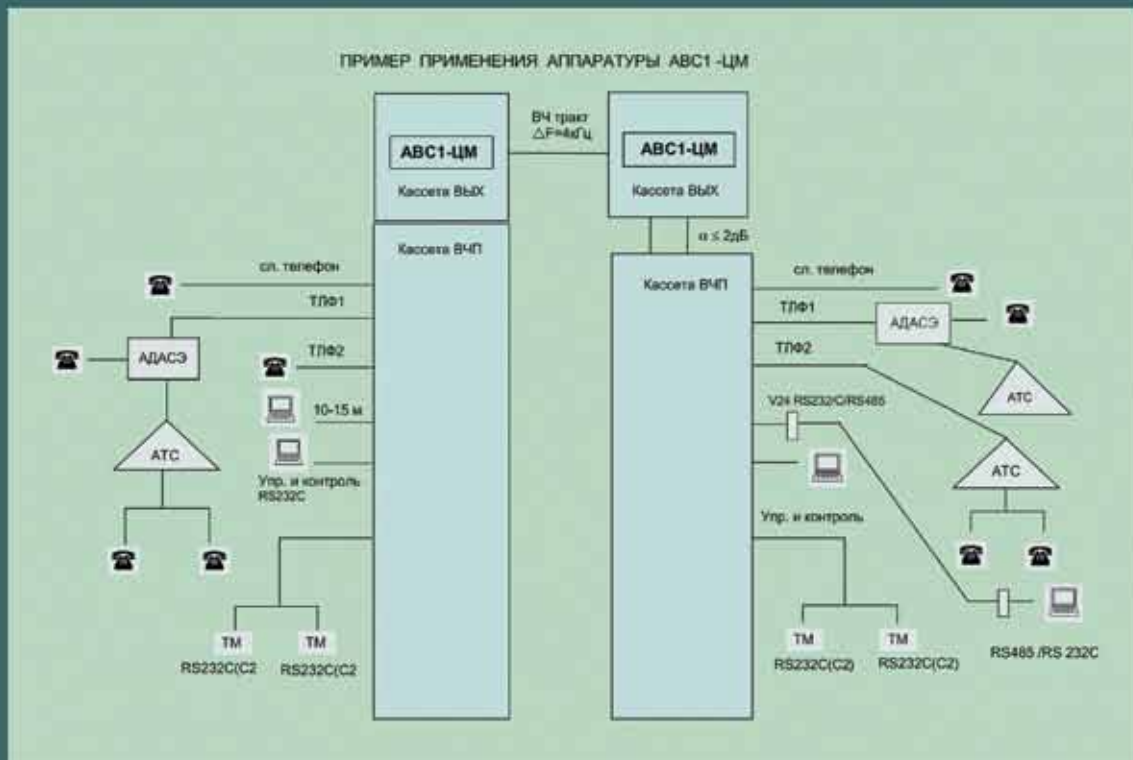 ПРИМЕР ПРИМЕНЕНИЯ АППАРАТУРЫ АВС1 -ЦМ
АВС1-ЦМ
Кассета ВЫХ
ВЧ тракт
△F=4кГц
АВС1-ЦМ
Кассета ВЫХ
α ≤ 2дБ
Кассета ВЧП
сл. телефон
ТЛФ1
АДАСЭ
ТЛФ2
10-15 м
АТС
Упр. и контроль
RS232C
ТМ
ТМ
RS232C(C2
RS232C(C2
Кассета ВЧП
сл. телефон
ТЛФ1
АДАСЭ
ТЛФ2
АТС
V24 RS232/C/RS485
АТС
Упр. и контроль
ТМ
ТМ
RS232C(C2)
RS232C(C2)
RS485 /RS 232C